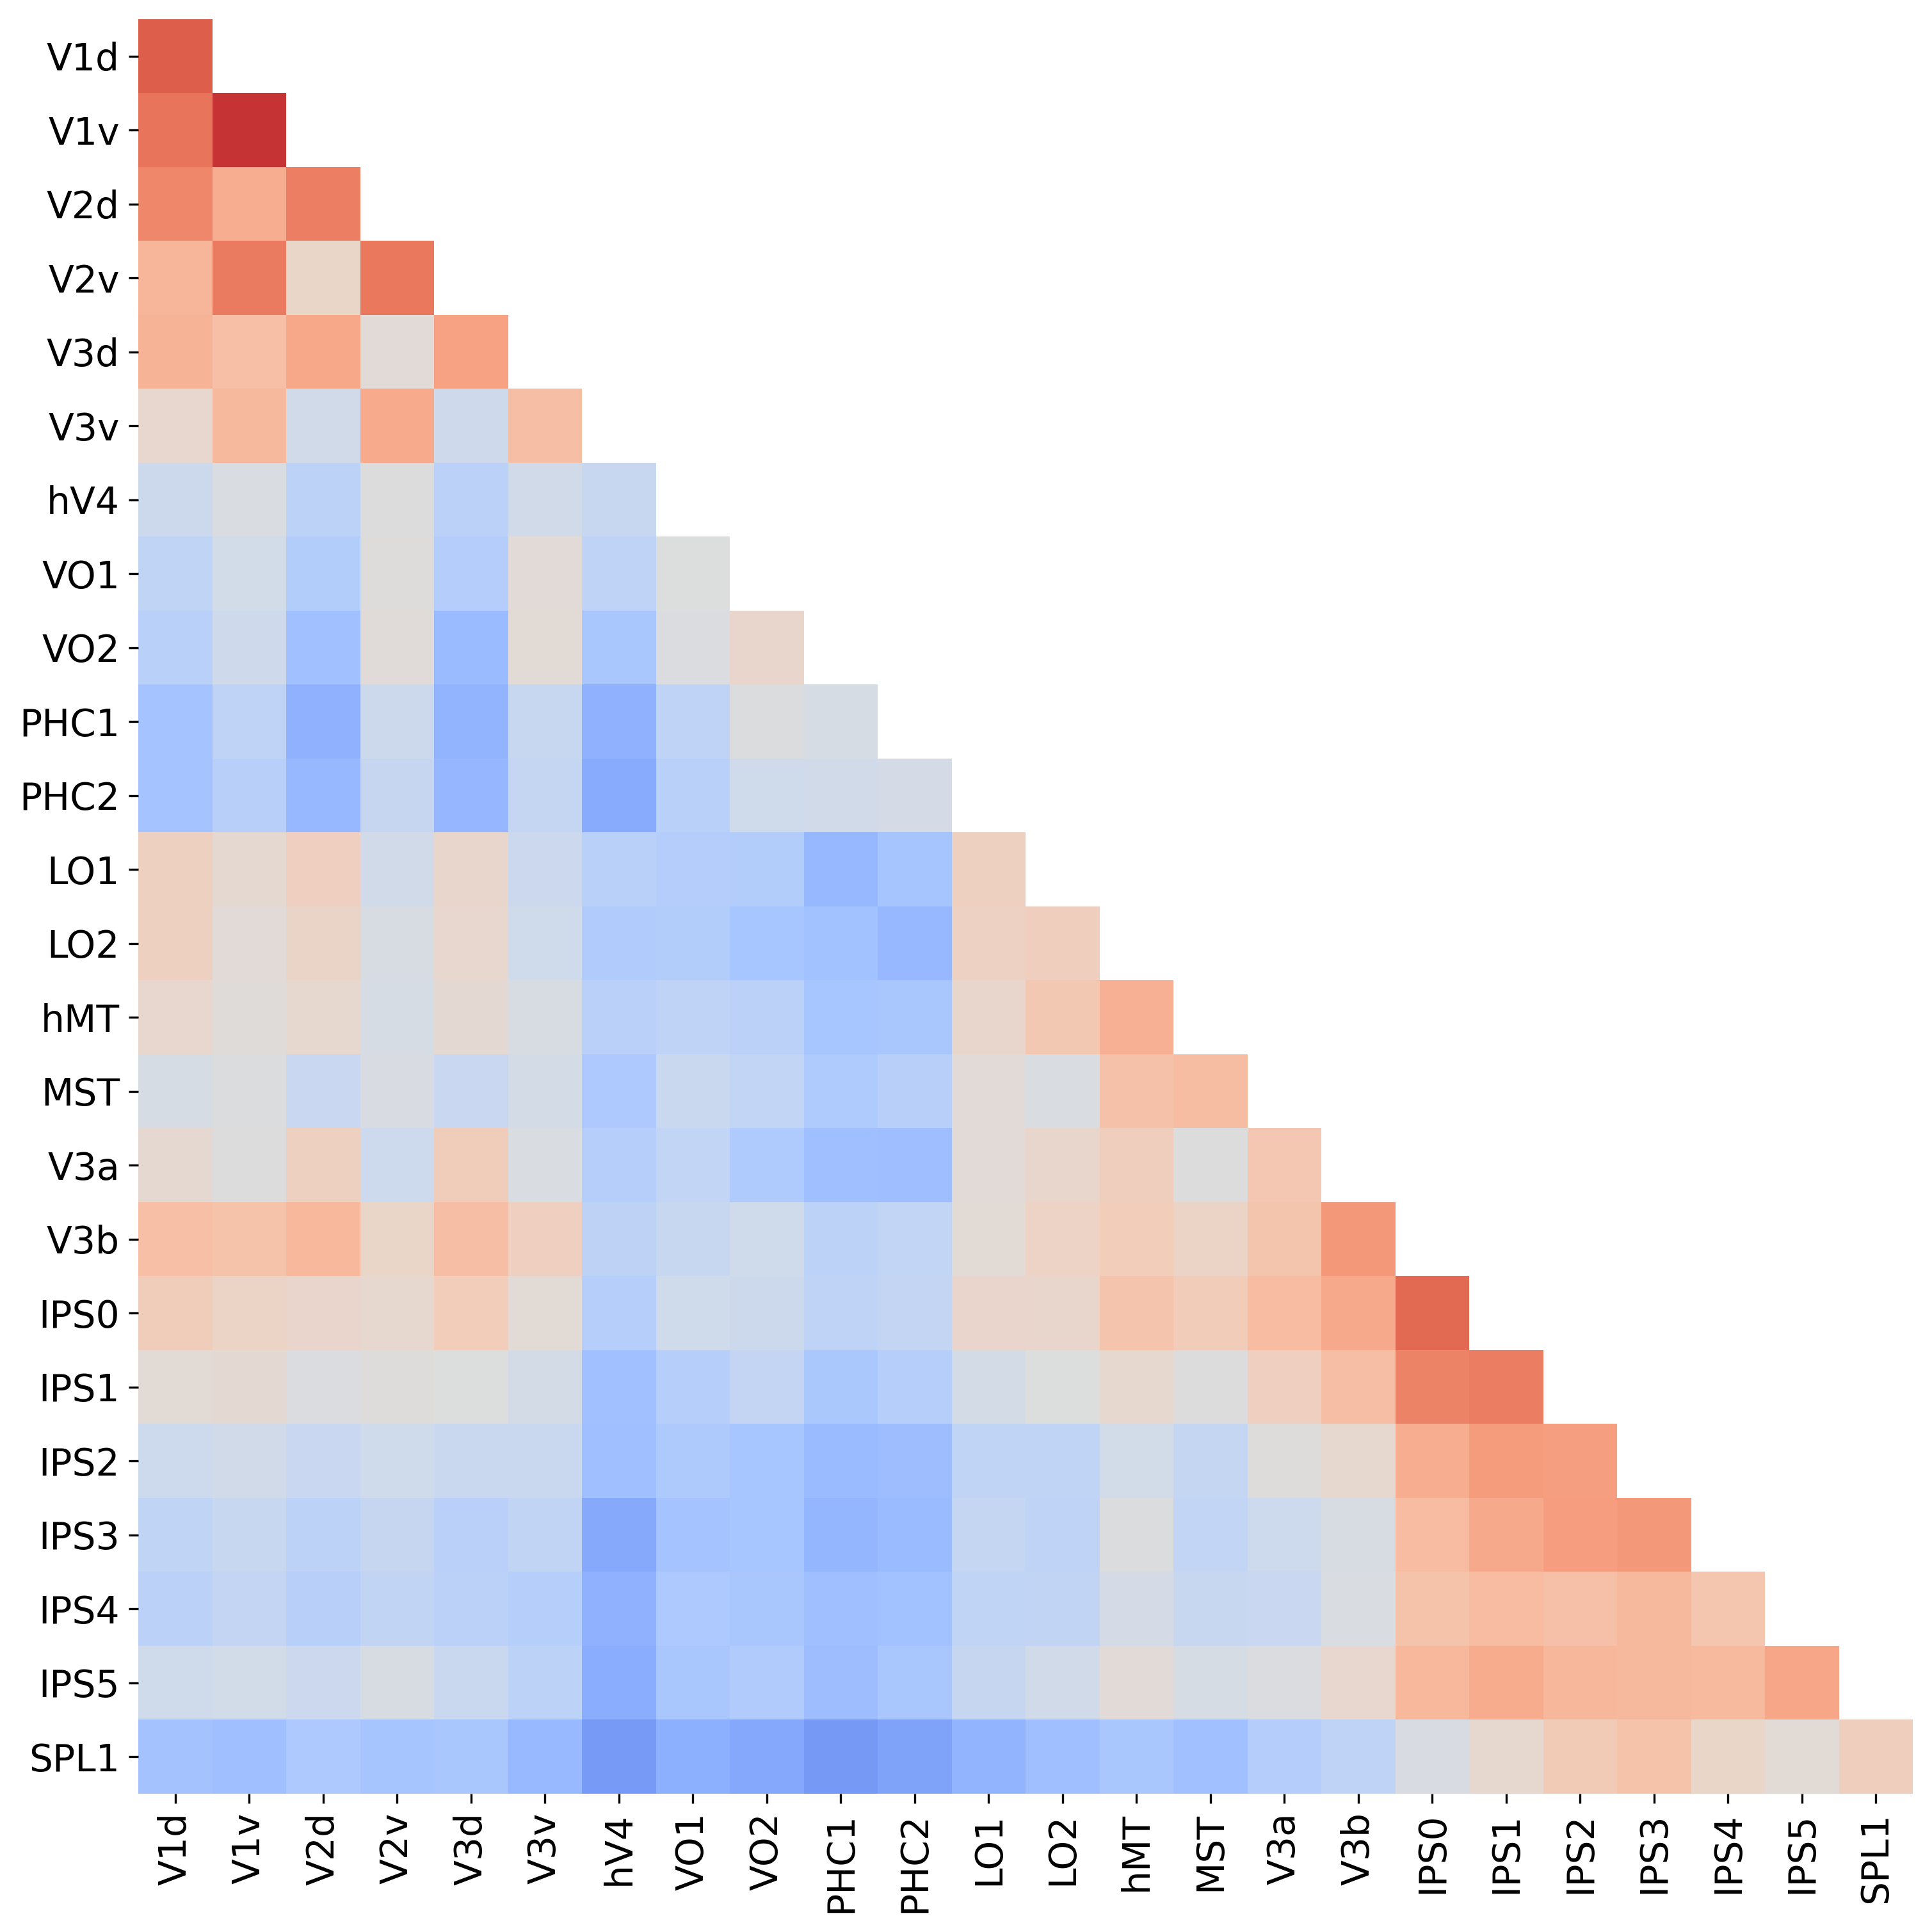 V1d
V1v
V2d
V2v
V3d
V3v
hV4
VO1
VO2
PHC1
PHC2
LO1
LO2
hMT
MST
V3a
V3b
IPS0
IPS1
IPS2
IPS3
IPS4
IPS5
SPL1
V1d V1v V2d V2v V3d V3v hV4 VO1 VO2 PHC1 PHC2 LO1 LO2 hMT MST V3a V3b IPS0 IPS1 IPS2 IPS3 IPS4 IPS5 SPL1